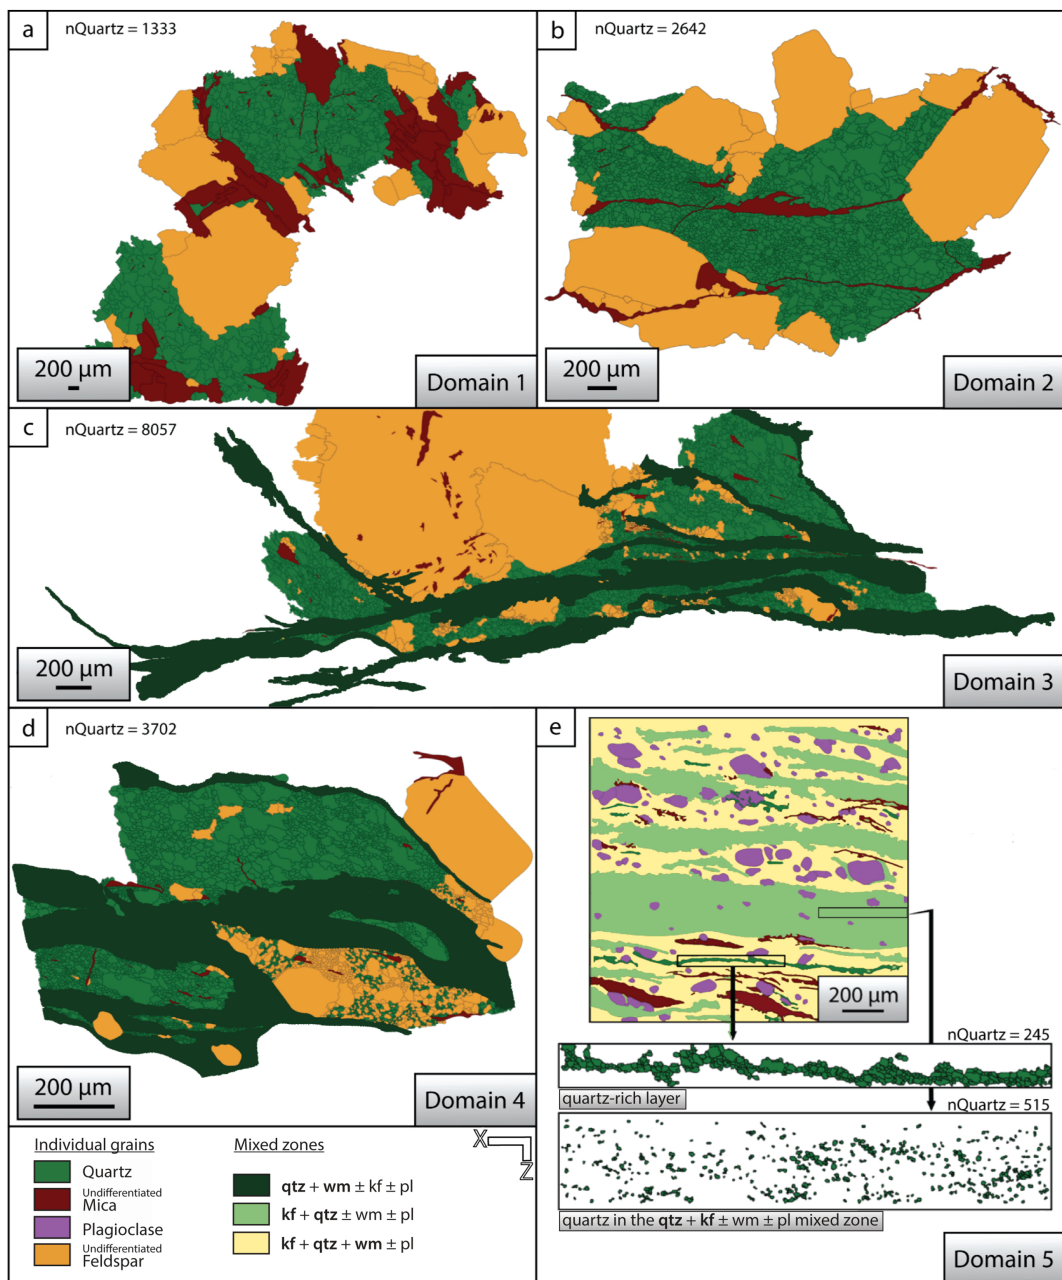 a
nQuartz = 1333
200 µm
Domain 1
b
nQuartz = 2642
200 µm
Domain 2
c
nQuartz = 8057
200 µm
Domain 3
d
nQuartz = 3702
200 µm
Domain 4
e
200 µm
nQuartz = 245
quartz-rich layer
nQuartz = 515
quartz in the qtz + kf ± wm ± pl mixed zone
Domain 5
Individual grains
Quartz
Undifferentiated
Mica
Plagioclase
Undifferentiated
Feldspar
Mixed zones
qtz + wm ± kf ± pl
kf + qtz ± wm ± pl
kf + qtz + wm ± pl
X
Z